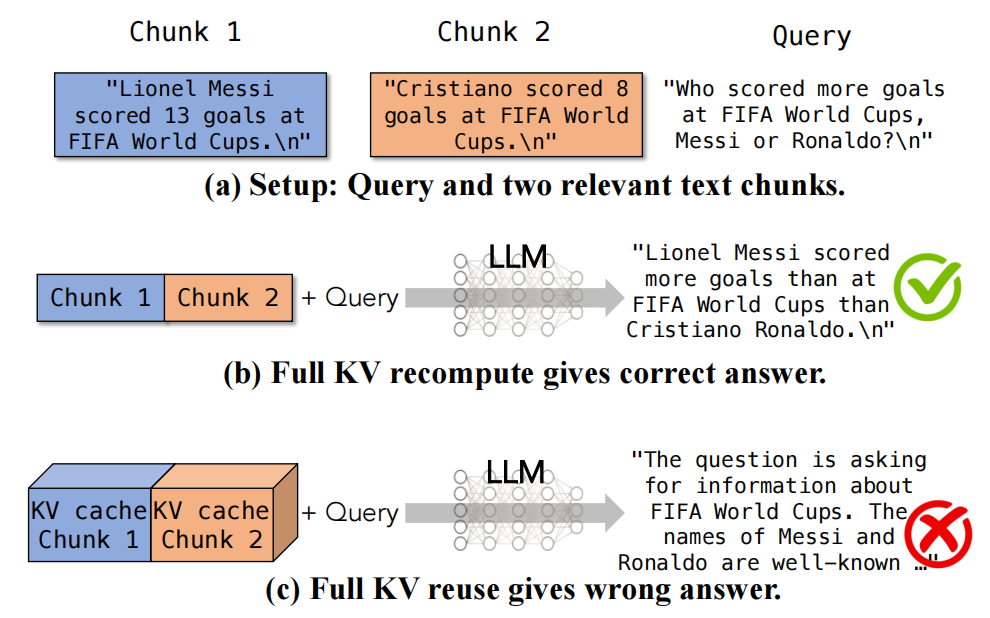 Chunk 1
Chunk 2
Query
"Lionel Messi
scored 13 goals at
FIFA World Cups.\n"
"Cristiano scored 8
goals at FIFA World
Cups.\n"
"Who scored more goals
at FIFA World Cups,
Messi or Ronaldo?\n"
(a) Setup: Query and two relevant text chunks.
Chunk 1
Chunk 2
+ Query
LLM
"Lionel Messi scored
more goals than at
FIFA World Cups than
Cristiano Ronaldo.\n"
(b) Full KV recompute gives correct answer.
KV cache
Chunk 1
KV cache
Chunk 2
+ Query
LLM
"The question is asking
for information about
FIFA World Cups. The
names of Messi and
Ronaldo are well-known …"
(c) Full KV reuse gives wrong answer.